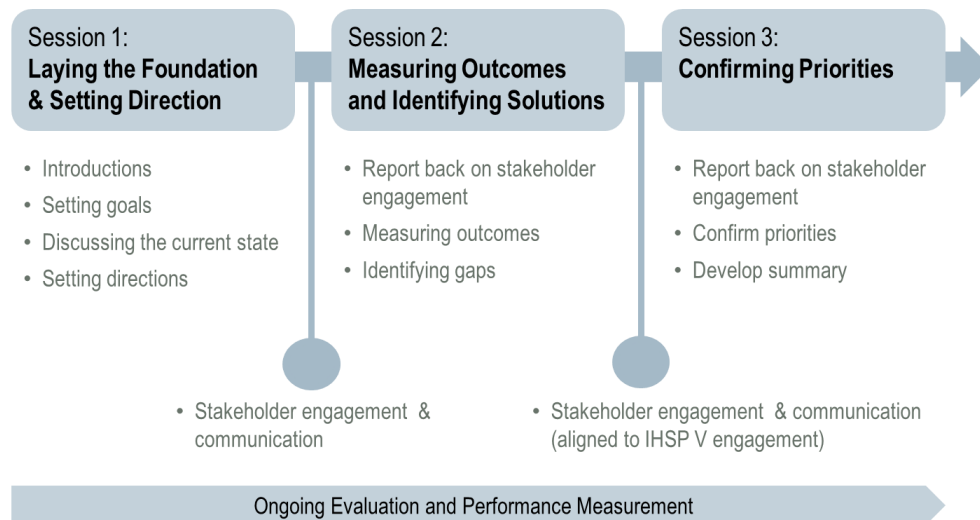 Session 1:
Laying the Foundation
& Setting Direction
• Introductions
• Setting goals
• Discussing the current state
• Setting directions
Session 2:
Measuring Outcomes
and Identifying Solutions
• Report back on stakeholder
engagement
• Measuring outcomes
• Identifying gaps
Session 3:
Confirming Priorities
• Report back on stakeholder
engagement
• Confirm priorities
• Develop summary
• Stakeholder engagement &
communication
• Stakeholder engagement & communication
(aligned to IHSP V engagement)
Ongoing Evaluation and Performance Measurement